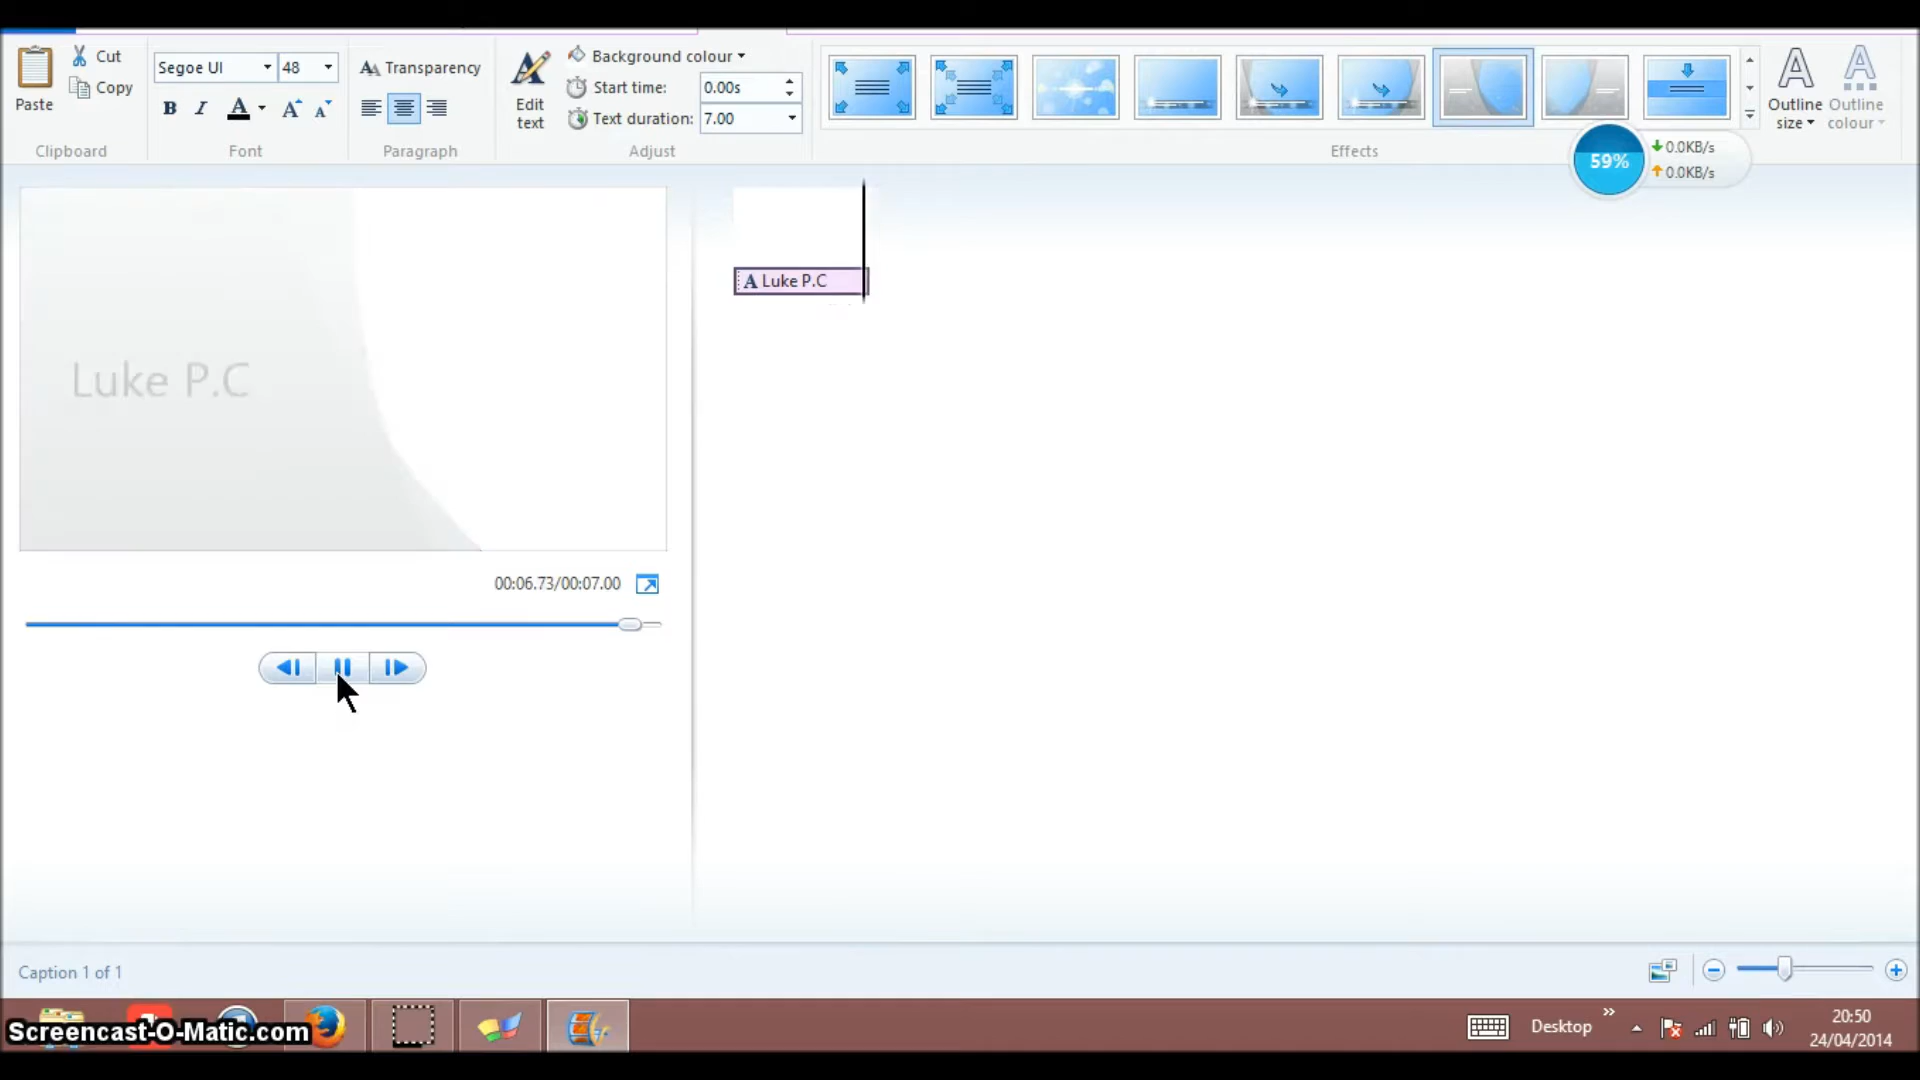 Paste
Cut
Copy
Clipboard
Segoe UI
48
B I A A A
Font
Transparency
Paragraph
Edit
text
Background colour
Start time: 0.00s
Text duration: 7.00
Adjust
Effects
Outline
size
Outline
colour
59%
0.0KB/s
0.0KB/s
Luke P.C
A Luke P.C
00:06.73/00:07.00
Caption 1 of 1
Screencast-O-Matic.com
Desktop
20:50
24/04/2014